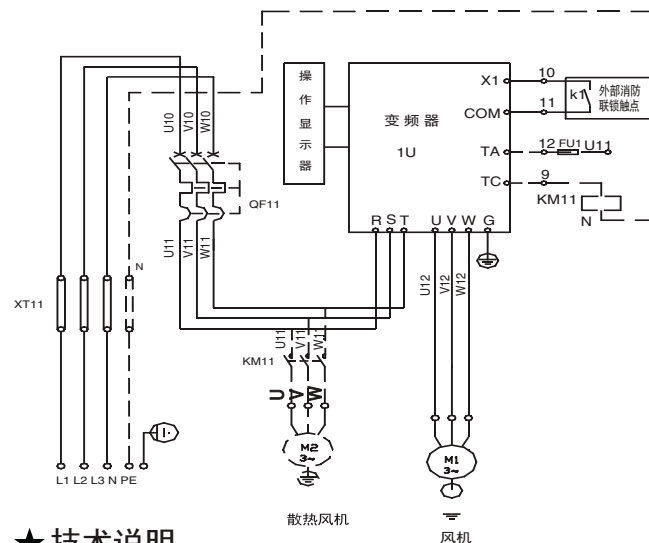 操作显示器
变频器
1U
X1
10
COM
11
k1
外部消防
联锁触点
TA
12
FU1
U11
TC
9
KM11
N
R S T U V W G
U10
V10
W10
QF11
U11
V11
W11
N
XT11
U12
V12
W12
U11
V11
W11
KM11
U
V
W
M2
3~
M1
3~
L1 L2 L3 N PE
散热风机
风机
★ 技术说明